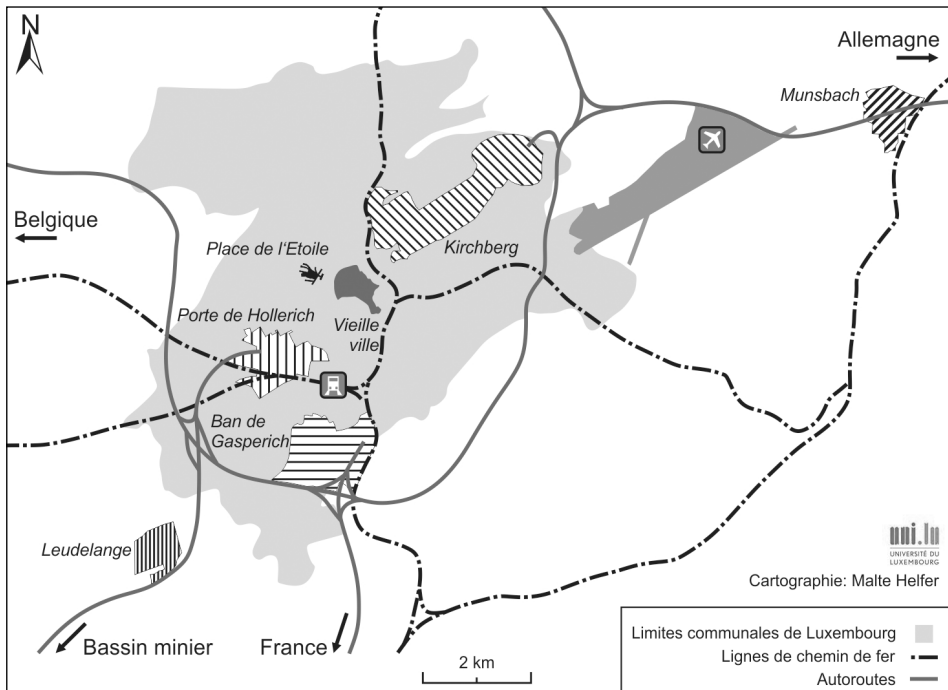 N
Allemagne
Munsbach
Belgique
Place de l'Etoile
Kirchberg
Porte de Hollerich
Vieille
ville
Ban de
Gasperich
Leudelange
uni.lu
UNIVERSITÉ DU
LUXEMBOURG
Cartographie: Malte Helfer
Bassin minier
France
2 km
Limites communales de Luxembourg
Lignes de chemin de fer
Autoroutes